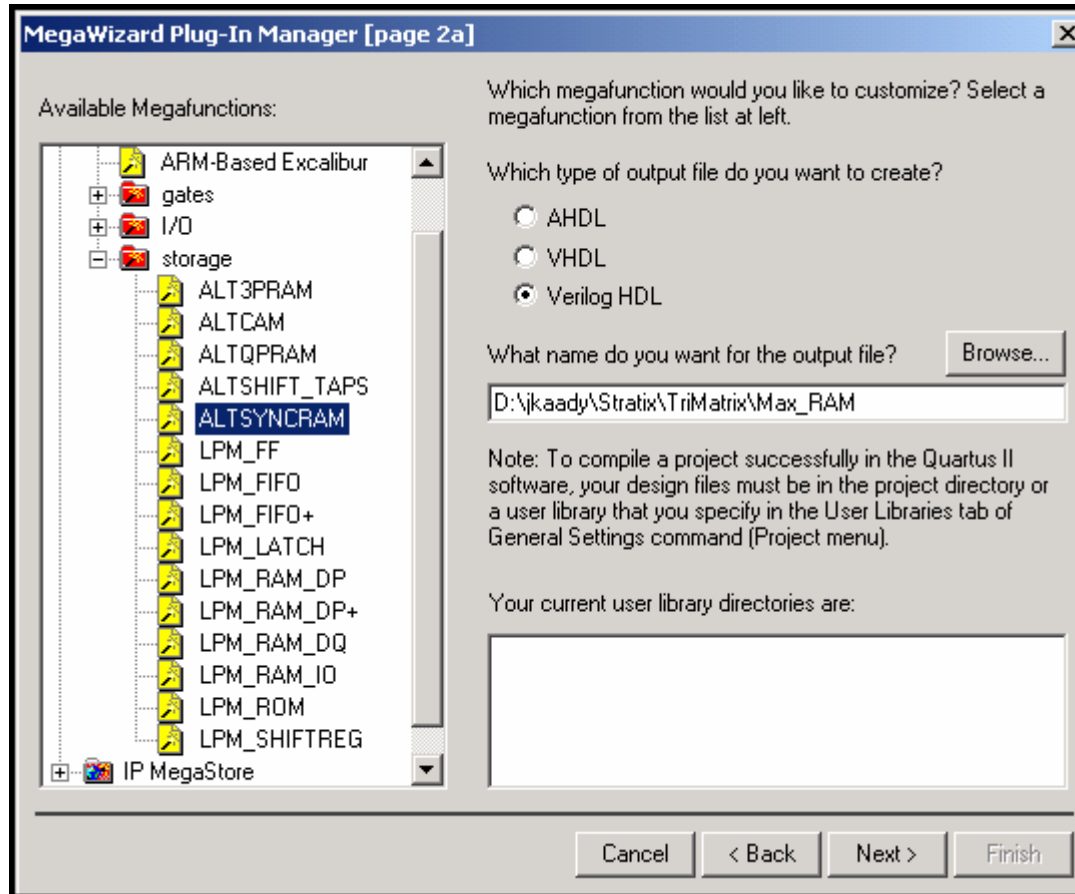 MegaWizard Plug-In Manager [page 2a]
Available Megafunctions:
ARM-Based Excalibur
gates
I/O
storage
ALT3PRAM
ALTCAM
ALTQPRAM
ALTSHIFT_TAPS
ALTSYNCRAM
LPM_FF
LPM_FIFO
LPM_FIFO+
LPM_LATCH
LPM_RAM_DP
LPM_RAM_DP+
LPM_RAM_DQ
LPM_RAM_IO
LPM_ROM
LPM_SHIFTREG
IP MegaStore
Which megafunction would you like to customize? Select a
megafunction from the list at left.
Which type of output file do you want to create?
AHDL
VHDL
Verilog HDL
What name do you want for the output file?
Browse...
D:\jkaady\Stratix\TriMatrix\Max_RAM
Note: To compile a project successfully in the Quartus II
software, your design files must be in the project directory or
a user library that you specify in the User Libraries tab of
General Settings command (Project menu).
Your current user library directories are:
Cancel
< Back
Next >
Finish